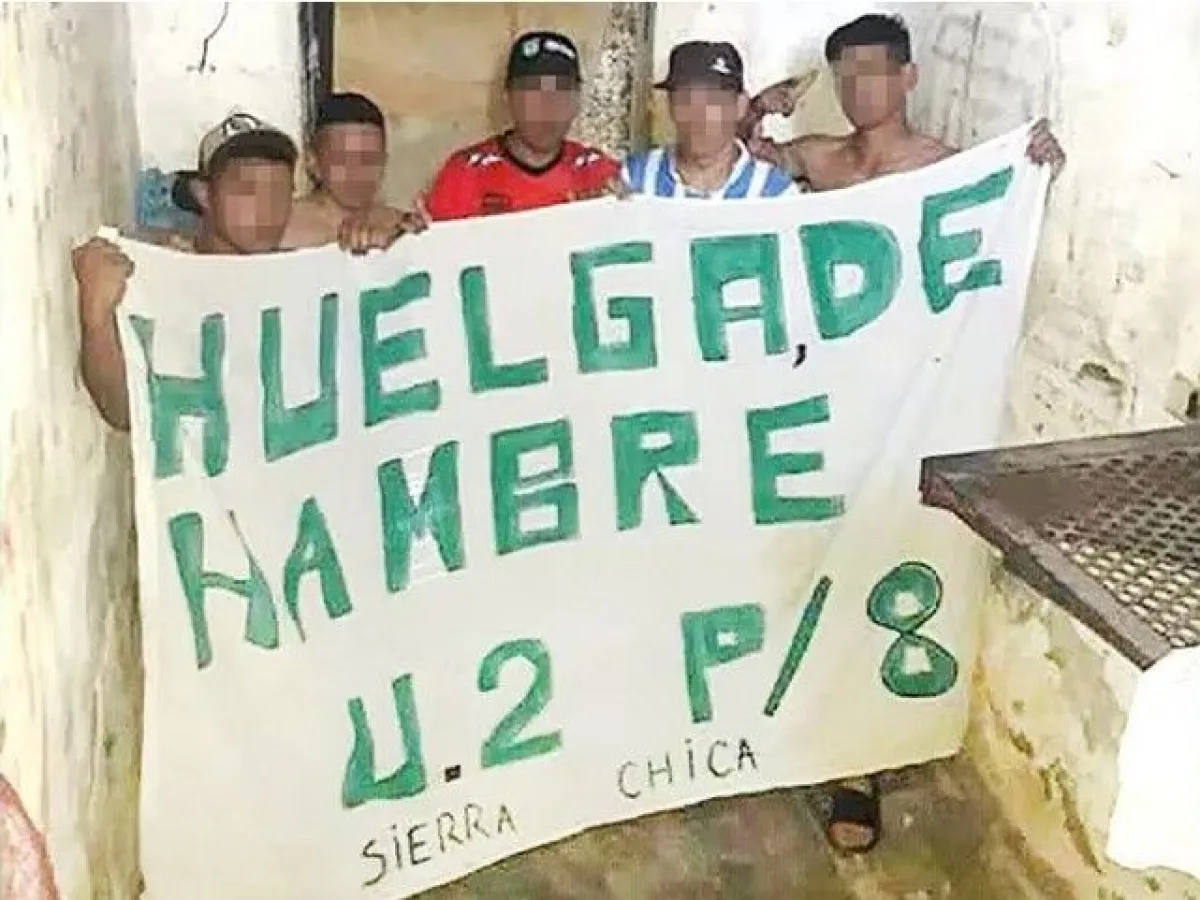 HUELGA, DE
HAMBRE
U.2 P/8
SIERRA CHICA